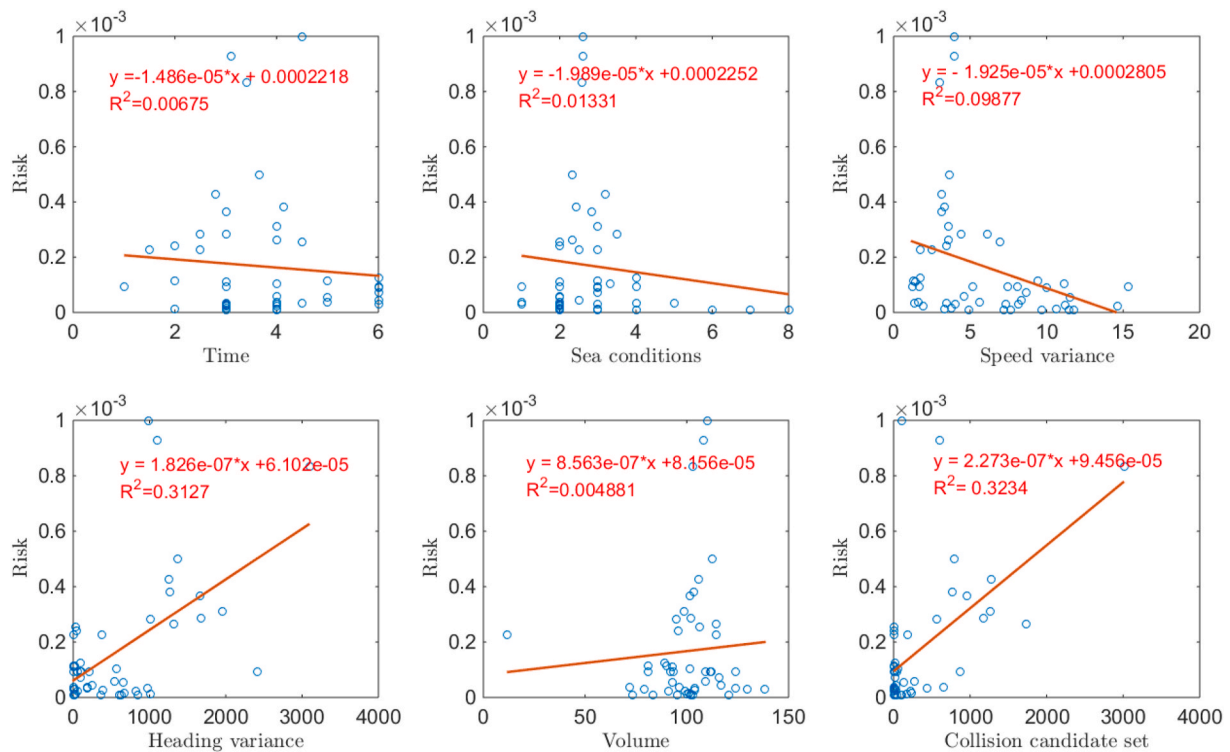 ×10-3
1
0.8
0.6
0.4
0.2
0
Risk
y =-1.486e-05*x + 0.0002218
R2=0.00675
0 2 4 6
Time
×10-3
1
0.8
0.6
0.4
0.2
0
Risk
y = -1.989e-05*x +0.0002252
R2=0.01331
0 2 4 6 8
Sea conditions
×10-3
1
0.8
0.6
0.4
0.2
0
Risk
y = - 1.925e-05*x +0.0002805
R2=0.09877
0 5 10 15 20
Speed variance
×10-3
1
0.8
0.6
0.4
0.2
0
Risk
y = 1.826e-07*x +6.102e-05
R2=0.3127
0 1000 2000 3000 4000
Heading variance
×10-3
1
0.8
0.6
0.4
0.2
0
Risk
y = 8.563e-07*x +8.156e-05
R2=0.004881
0 50 100 150
Volume
×10-3
1
0.8
0.6
0.4
0.2
0
Risk
y = 2.273e-07*x +9.456e-05
R2= 0.3234
0 1000 2000 3000 4000
Collision candidate set